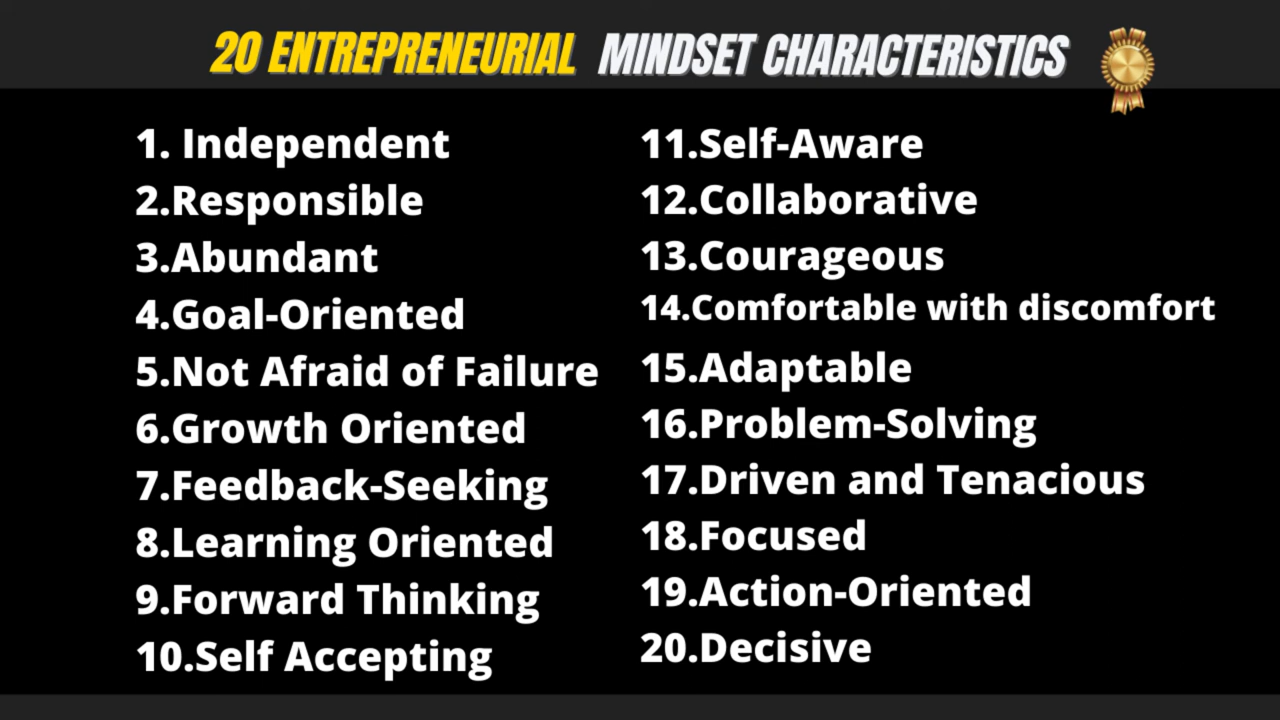 20 ENTREPRENEURIAL MINDSET CHARACTERISTICS
1. Independent
2.Responsible
3.Abundant
4.Goal-Oriented
5.Not Afraid of Failure
6.Growth Oriented
7.Feedback-Seeking
8.Learning Oriented
9.Forward Thinking
10.Self Accepting
11.Self-Aware
12.Collaborative
13.Courageous
14.Comfortable with discomfort
15.Adaptable
16.Problem-Solving
17.Driven and Tenacious
18.Focused
19.Action-Oriented
20.Decisive